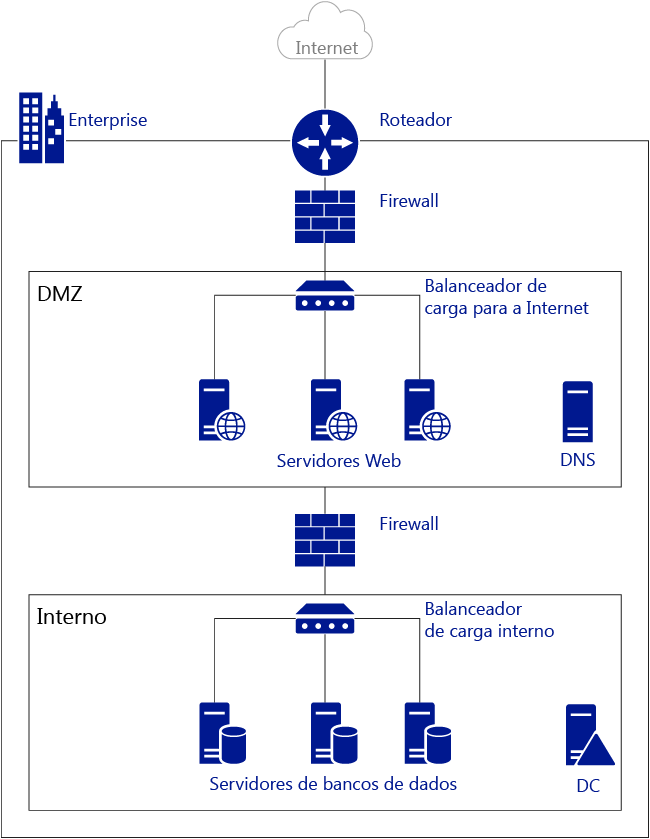 Internet
Enterprise
Roteador
Firewall
DMZ
Balanceador de
carga para a Internet
Servidores Web
DNS
Firewall
Interno
Balanceador
de carga interno
Servidores de bancos de dados
DC